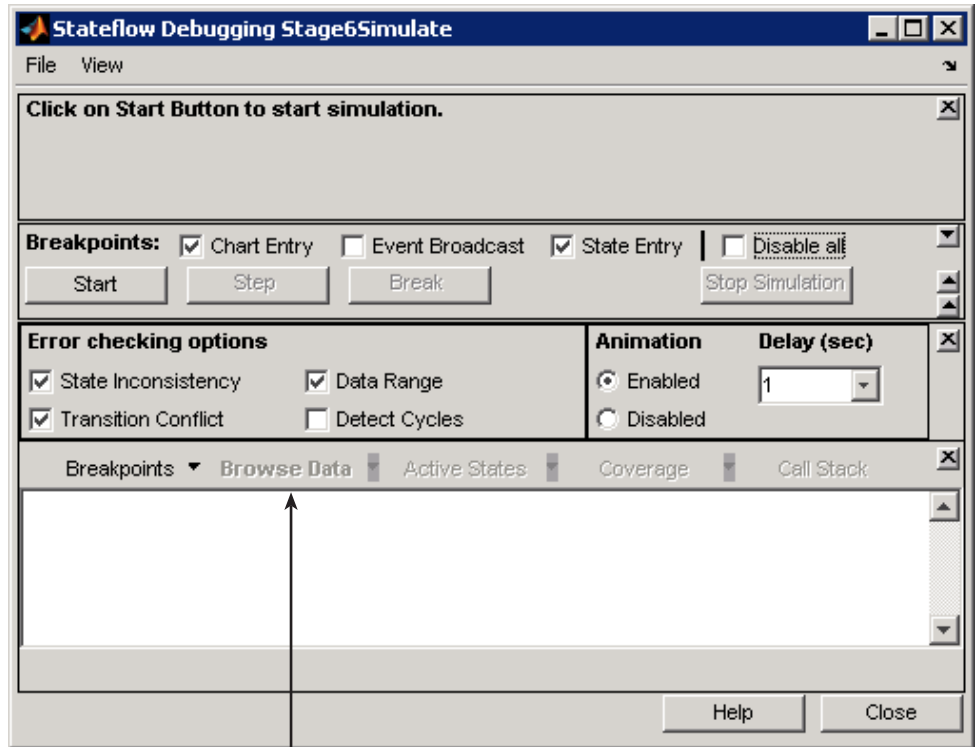 Stateflow Debugging Stage6Simulate
File View
Click on Start Button to start simulation.
Breakpoints: Chart Entry Event Broadcast State Entry Disable all
Start Step Break Stop Simulation
Error checking options Animation Delay (sec)
State Inconsistency Data Range Enabled 1
Transition Conflict Detect Cycles Disabled
Breakpoints Browse Data Active States Coverage Call Stack
Help Close